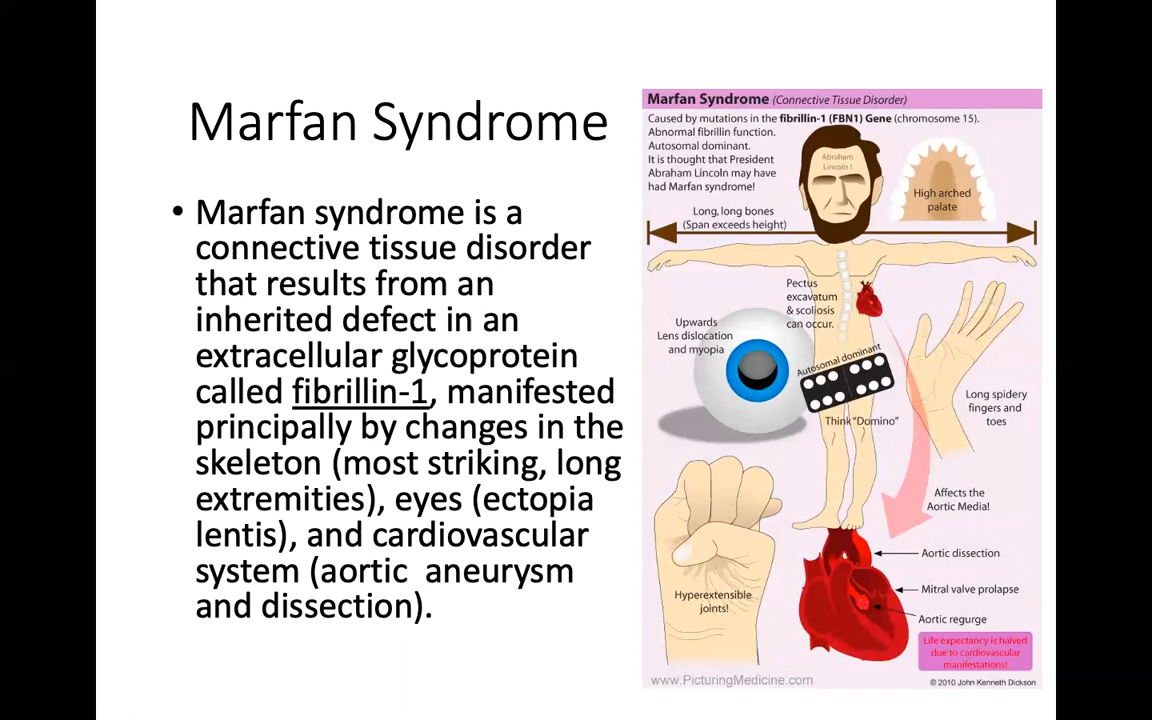 Marfan Syndrome
• Marfan syndrome is a
connective tissue disorder
that results from an
inherited defect in an
extracellular glycoprotein
called fibrillin-1, manifested
principally by changes in the
skeleton (most striking, long
extremities), eyes (ectopia
lentis), and cardiovascular
system (aortic  aneurysm
and dissection).
Marfan Syndrome (Connective Tissue Disorder)
Caused by mutations in the fibrillin-1 (FBN1) Gene (chromosome 15).
Abnormal fibrillin function.
Autosomal dominant.
It is thought that President
Abraham Lincoln may have
had Marfan syndrome!
Abraham
Lincoln !
High arched
palate
Long, long bones
(Span exceeds height)
Pectus
excavatum
& scoliosis
can occur.
Upwards
Lens dislocation
and myopia
Autosomal dominant
Think "Domino"
Long spidery
fingers and
toes
Affects the
Aortic Media!
Hyperextensible
joints!
Aortic dissection
Mitral valve prolapse
Aortic regurge
Life expectancy is halved
due to cardiovascular
manifestations!
www.PicturingMedicine.com
© 2010 John Kenneth Dickson